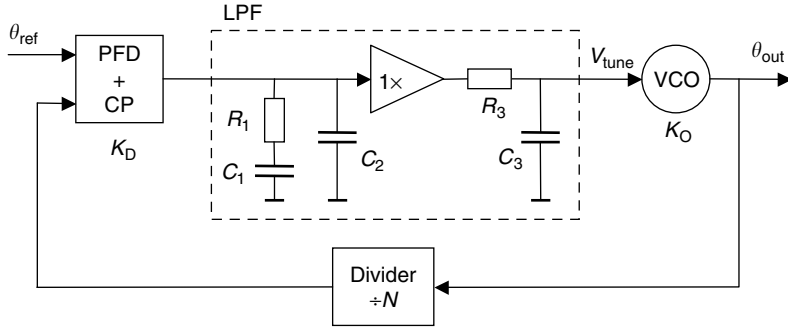 LPF
θref
PFD
+
CP
KD
R1
C1
C2
1×
R3
C3
Vtune
VCO
KO
θout
Divider
÷N